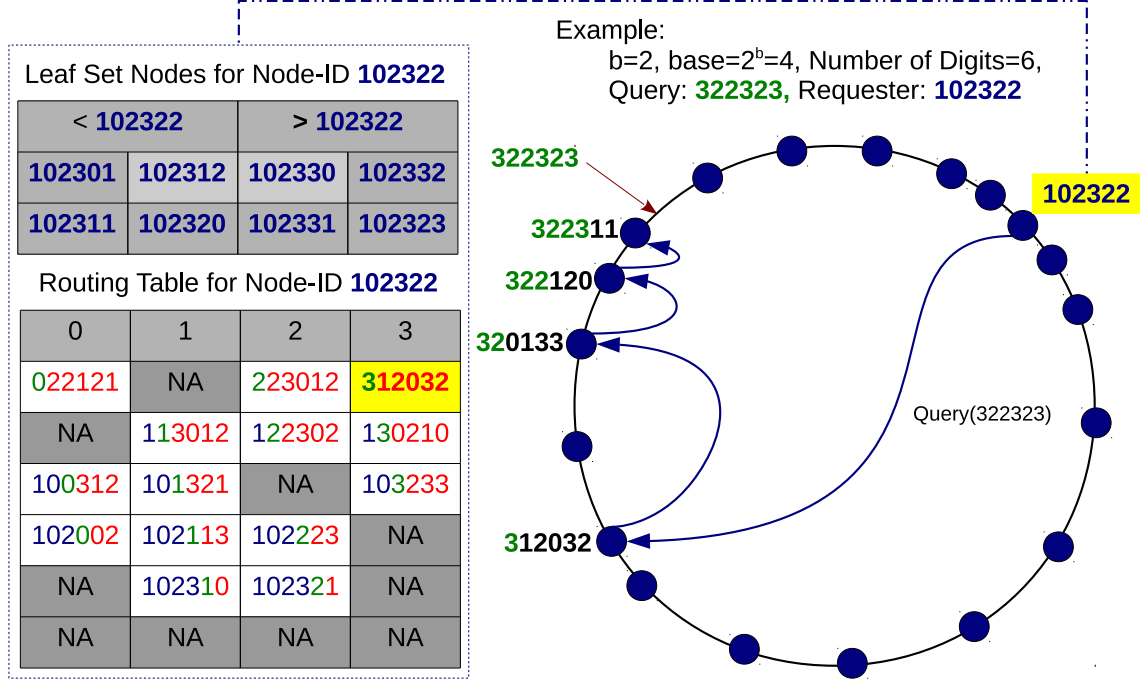 Leaf Set Nodes for Node-ID 102322
< 102322 > 102322
102301 102312 102330 102332
102311 102320 102331 102323
Routing Table for Node-ID 102322
0 1 2 3
022121 NA 223012 312032
NA 113012 122302 130210
100312 101321 NA 103233
102002 102113 102223 NA
NA 102310 102321 NA
NA NA NA NA
Example:
b=2, base=2ᵇ=4, Number of Digits=6,
Query: 322323, Requester: 102322
322323
102322
322311
322120
320133
Query(322323)
312032